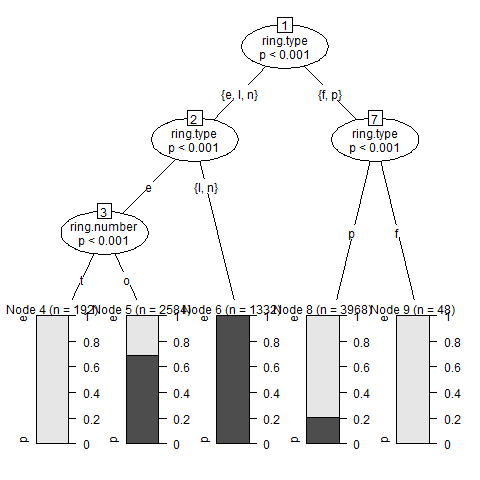 1
ring.type
p < 0.001
{e, l, n}
{f, p}
2
ring.type
p < 0.001
7
ring.type
p < 0.001
e
{l, n}
3
ring.number
p < 0.001
p
f
t
o
Node 4 (n = 192)
Node 5 (n = 2584)
Node 6 (n = 1332)
Node 8 (n = 3968)
Node 9 (n = 48)
e
1
e
1
e
1
e
1
e
1
0.8
0.8
0.8
0.8
0.8
0.6
0.6
0.6
0.6
0.6
0.4
0.4
0.4
0.4
0.4
0.2
0.2
0.2
0.2
0.2
p
0
p
0
p
0
p
0
p
0